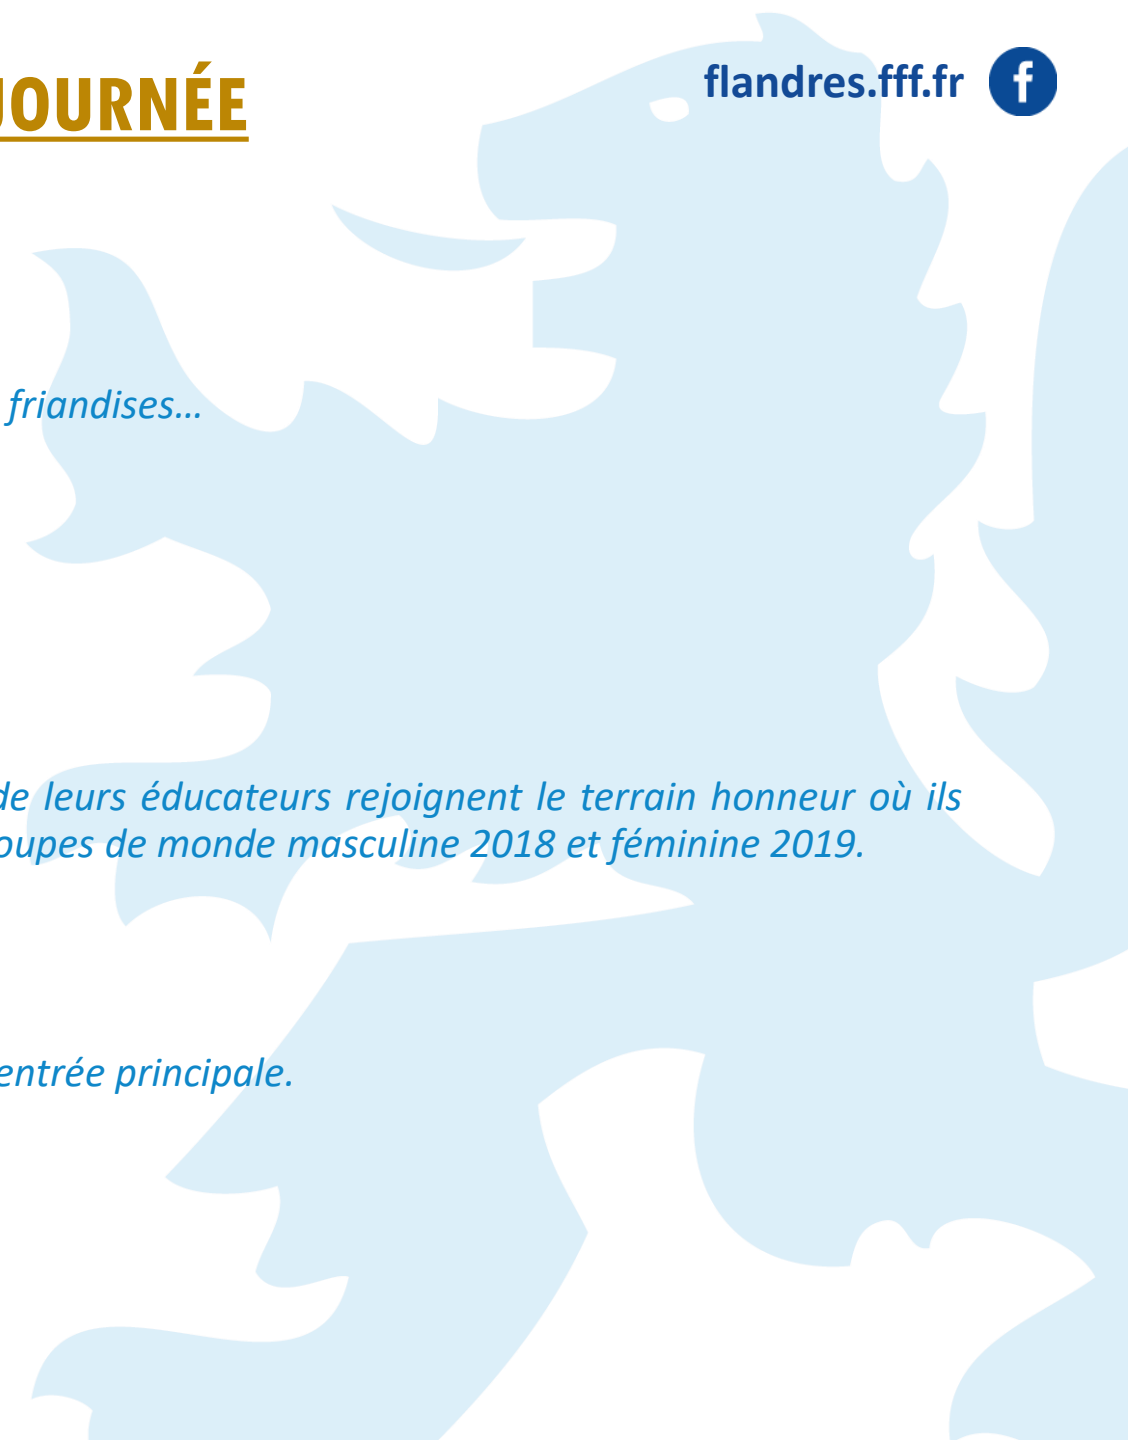 JOURNÉE
flandres.fff.fr
friandises…
de leurs éducateurs rejoignent le terrain honneur où ils
oupes de monde masculine 2018 et féminine 2019.
entrée principale.